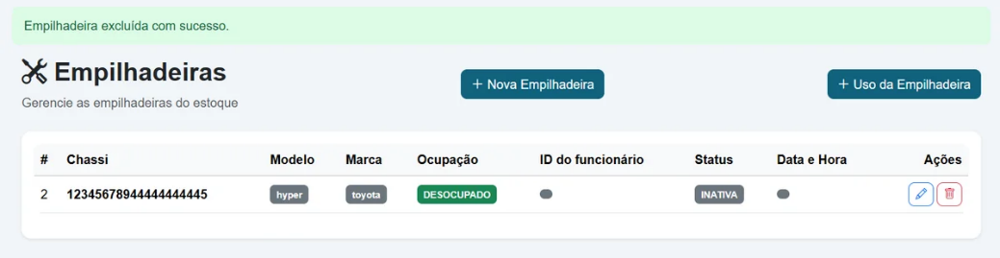 Empilhadeira excluída com sucesso.
Empilhadeiras
Gerencie as empilhadeiras do estoque
+ Nova Empilhadeira
+ Uso da Empilhadeira
# Chassi Modelo Marca Ocupação ID do funcionário Status Data e Hora Ações
2 12345678944444444445 hyper toyota DESOCUPADO INATIVA